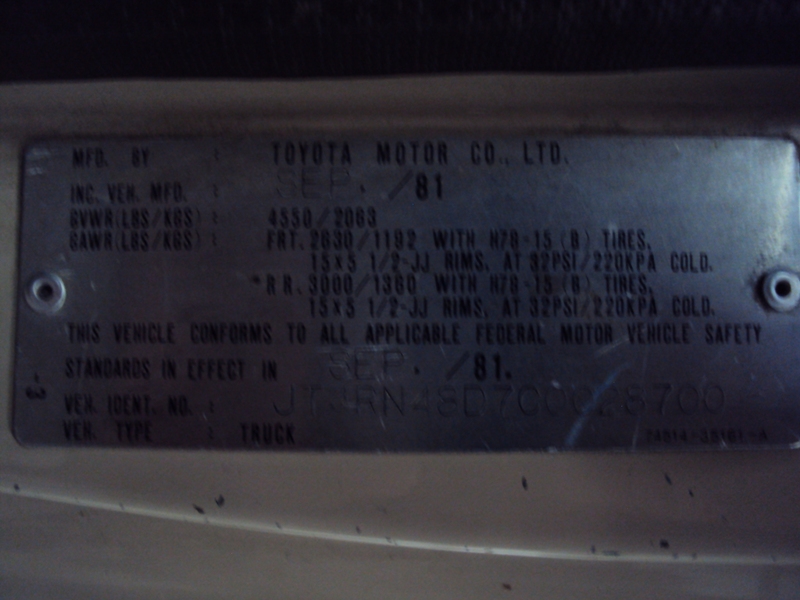 MFD. BY : TOYOTA MOTOR CO., LTD.
INC. VEH. MFD. : SEP. /81
GVWR(LBS/KGS) : 4550/2063
GAWR(LBS/KGS) : FRT. 2630/1192 WITH H78-15 (B) TIRES,
15X5 1/2-JJ RIMS, AT 32PSI/220KPA COLD.
*RR. 3000/1360 WITH H78-15 (B) TIRES,
15X5 1/2-JJ RIMS, AT 32PSI/220KPA COLD.
THIS VEHICLE CONFORMS TO ALL APPLICABLE FEDERAL MOTOR VEHICLE SAFETY
STANDARDS IN EFFECT IN SEP. /81.
VEH. IDENT. NO. :
VEH. TYPE : TRUCK